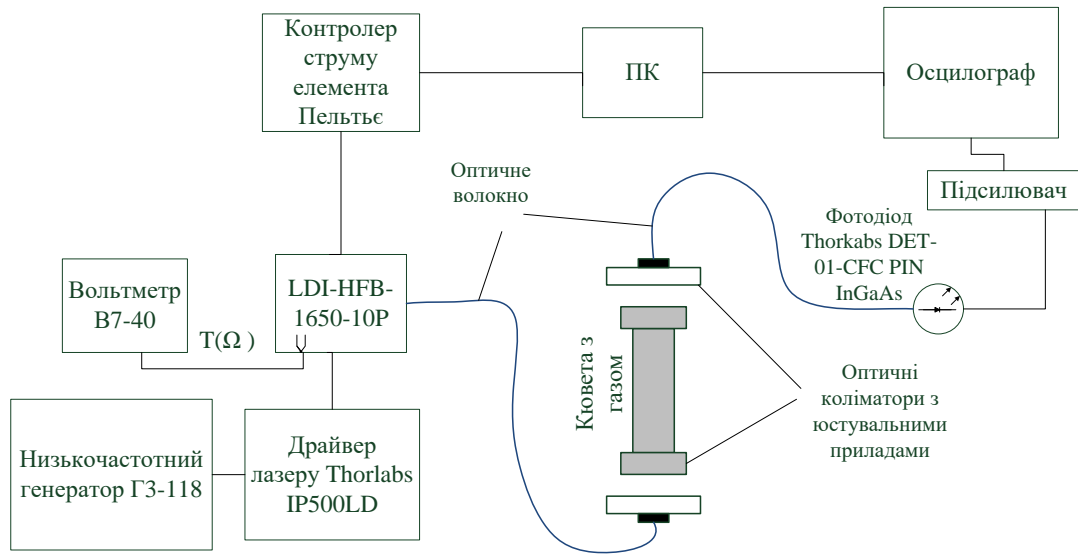 Контролер
струму
елемента
Пельтьє
ПК
Осцилограф
Оптичне
волокно
Підсилювач
Фотодіод
Thorkabs DET-
01-CFC PIN
InGaAs
Вольтметр
В7-40
T(Ω )
LDI-HFB-
1650-10P
Кювета з
газом
Оптичні
коліматори з
юстувальними
приладами
Низькочастотний
генератор Г3-118
Драйвер
лазеру Thorlabs
IP500LD